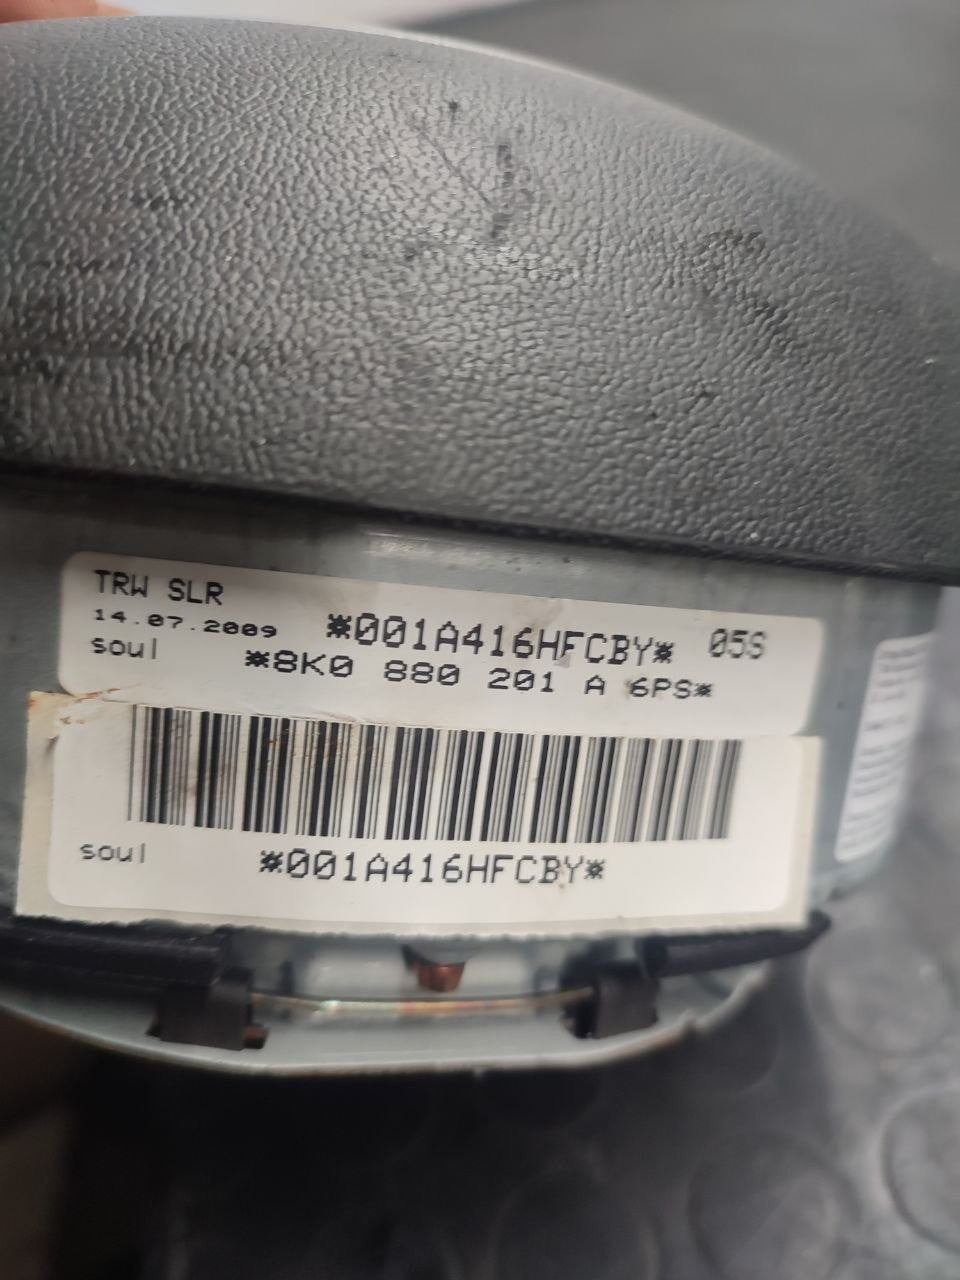 TRW SLR
14.07.2009 *001A416HFCBY* 05S
soul *8K0 880 201 A 6PS*
soul *001A416HFCBY*